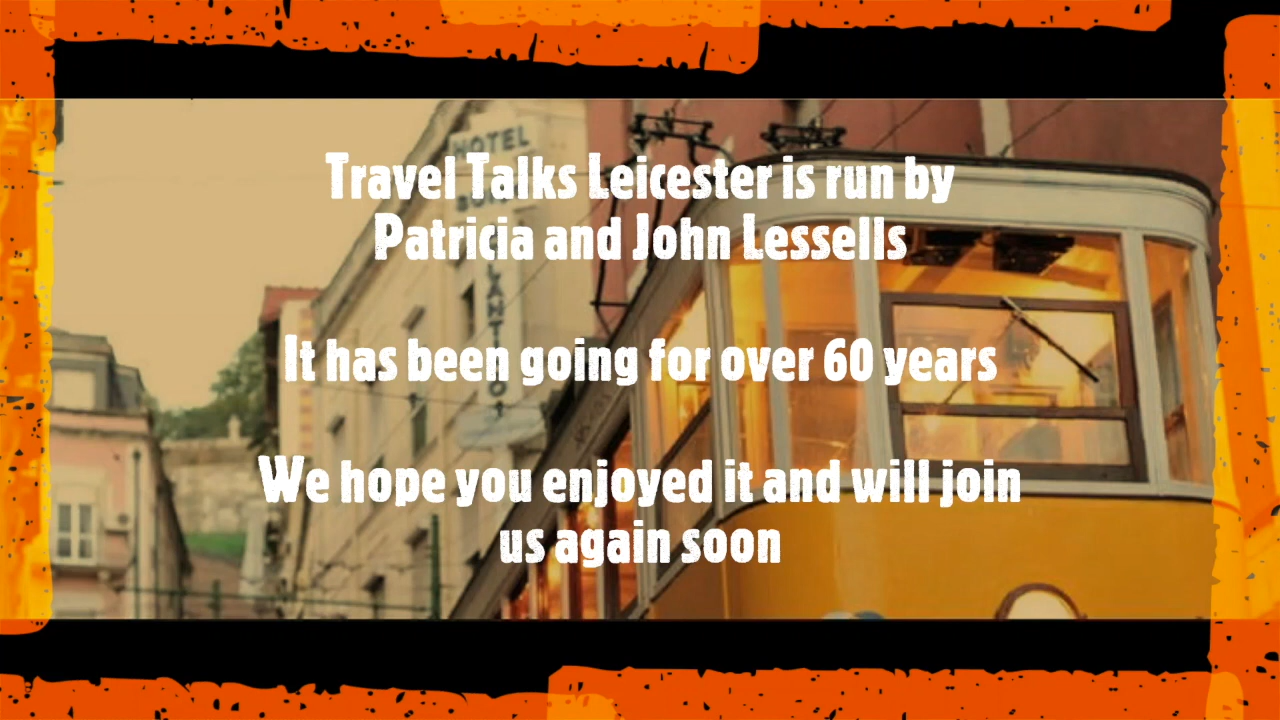 HOTEL
Travel Talks Leicester is run by
Patricia and John Lessells
It has been going for over 60 years
We hope you enjoyed it and will join
us again soon